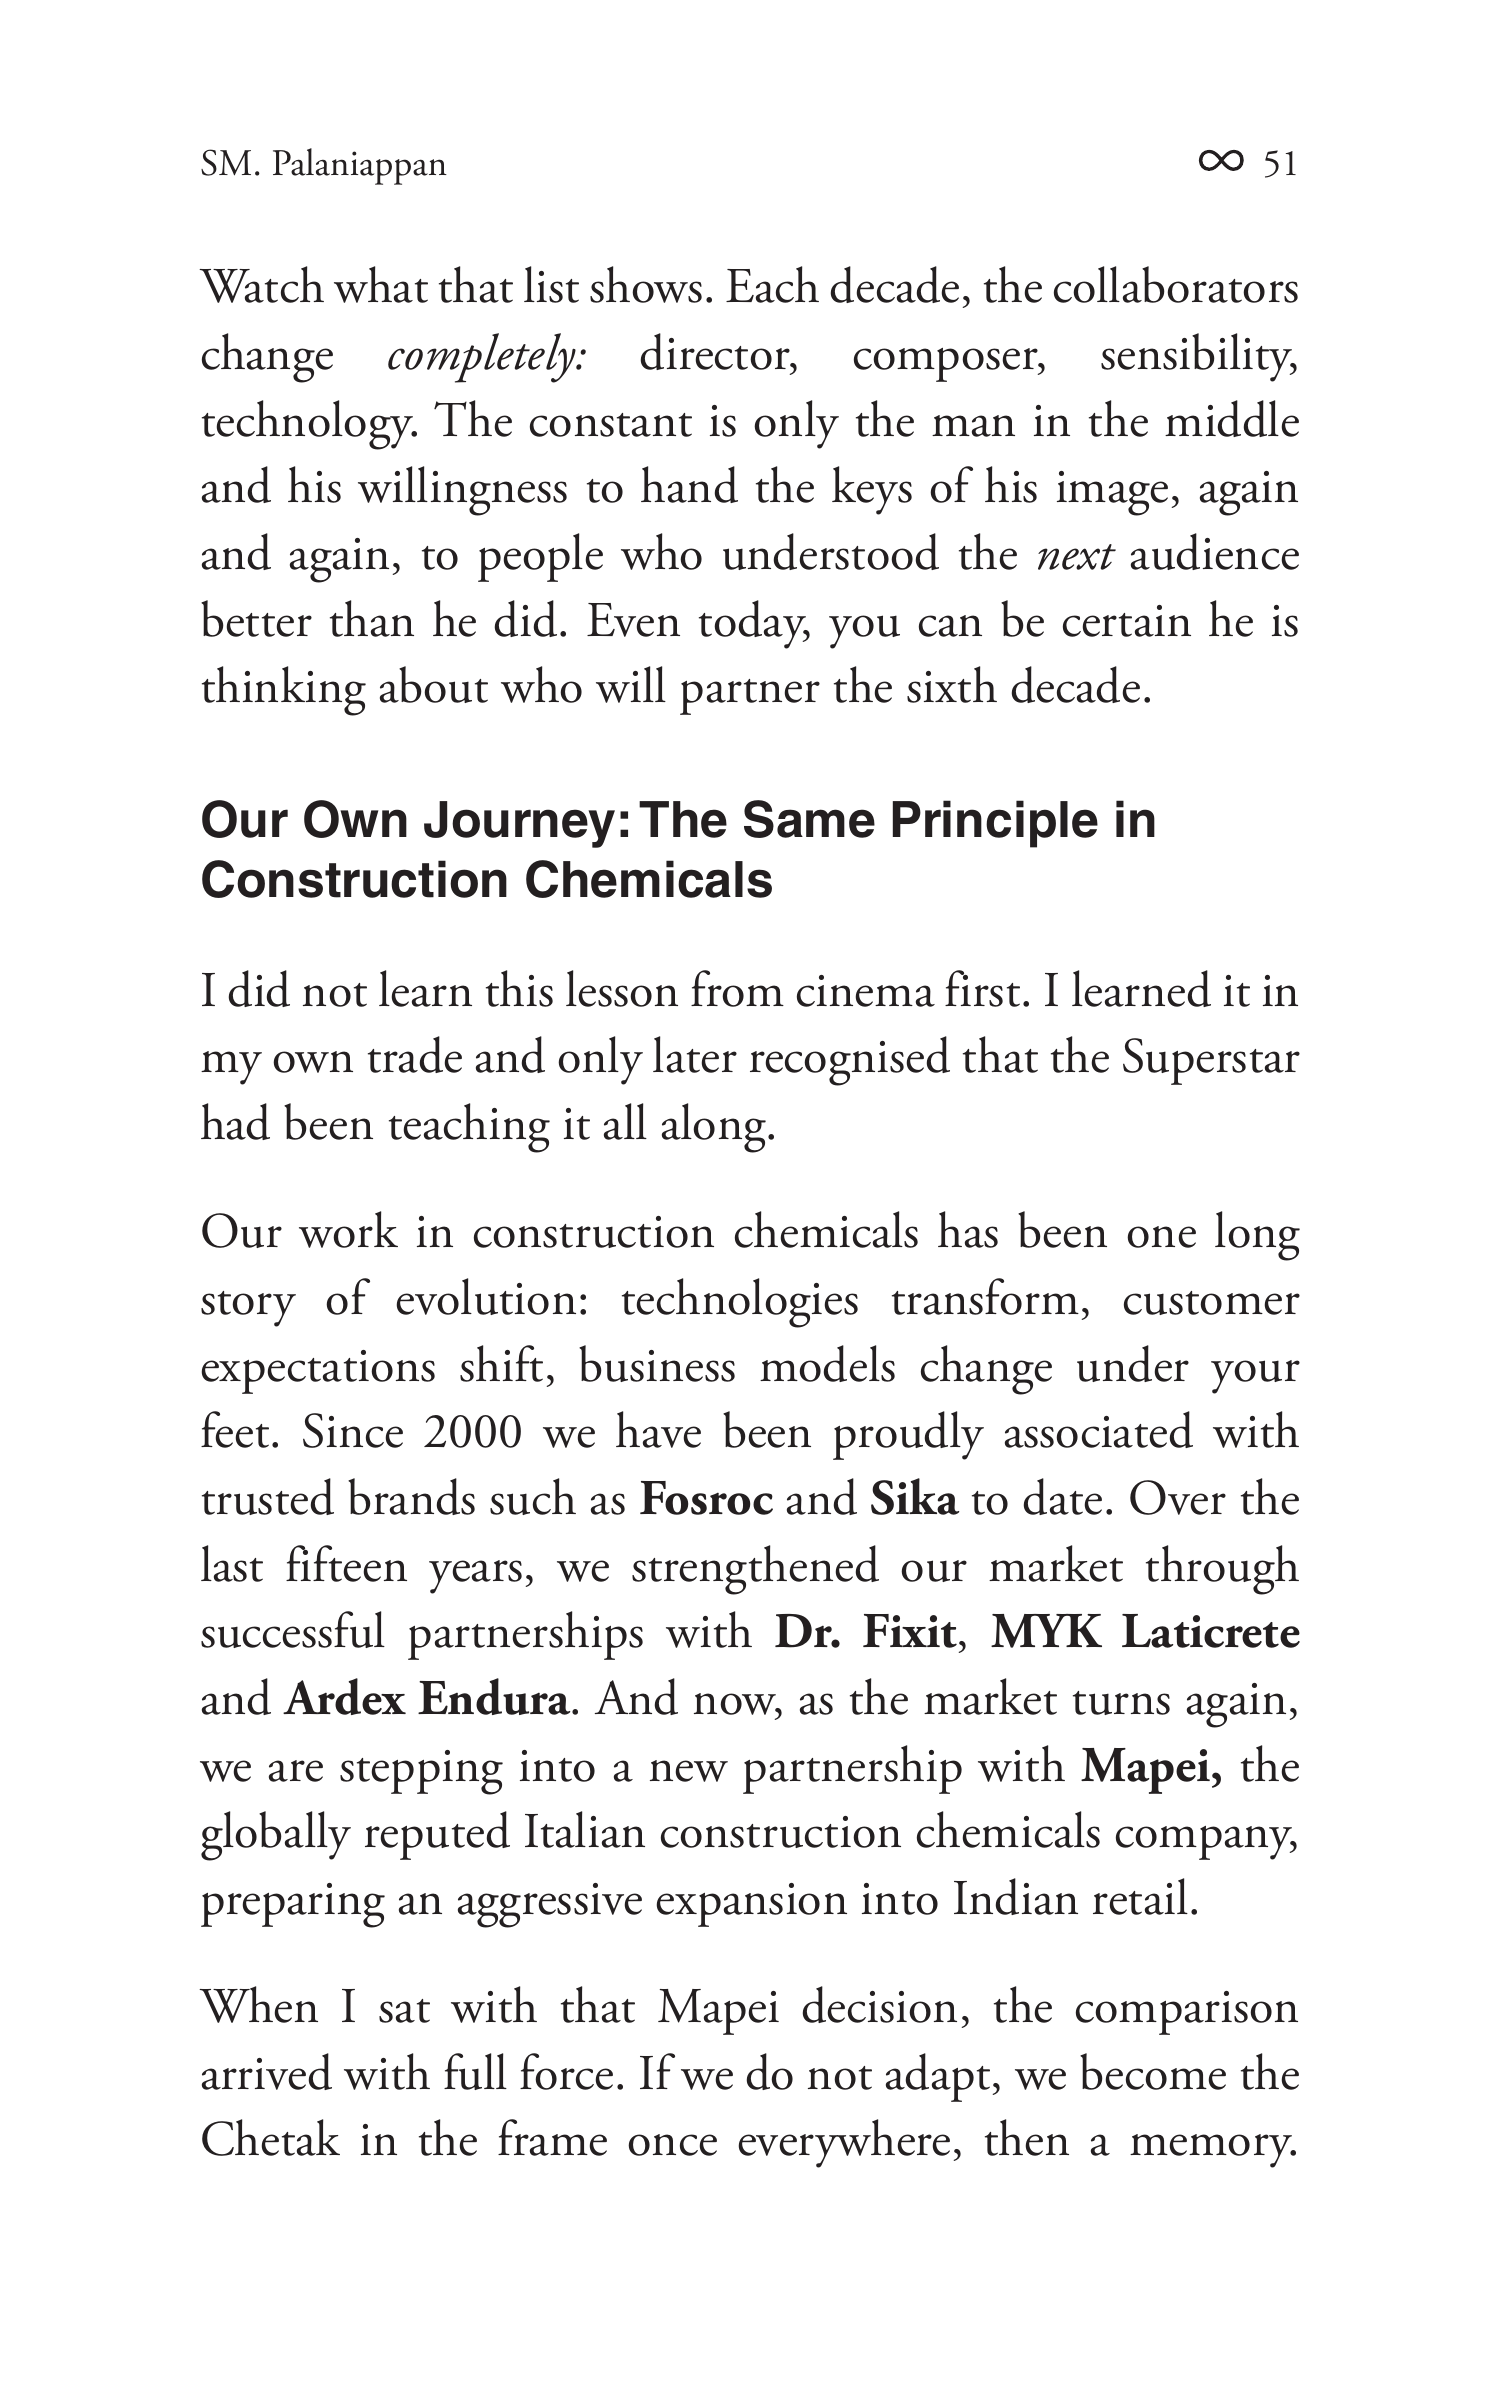 SM. Palaniappan ∞ 51
Watch what that list shows. Each decade, the collaborators
change completely: director, composer, sensibility,
technology. The constant is only the man in the middle
and his willingness to hand the keys of his image, again
and again, to people who understood the next audience
better than he did. Even today, you can be certain he is
thinking about who will partner the sixth decade.
Our Own Journey: The Same Principle in
Construction Chemicals
I did not learn this lesson from cinema first. I learned it in
my own trade and only later recognised that the Superstar
had been teaching it all along.
Our work in construction chemicals has been one long
story of evolution: technologies transform, customer
expectations shift, business models change under your
feet. Since 2000 we have been proudly associated with
trusted brands such as Fosroc and Sika to date. Over the
last fifteen years, we strengthened our market through
successful partnerships with Dr. Fixit, MYK Laticrete
and Ardex Endura. And now, as the market turns again,
we are stepping into a new partnership with Mapei, the
globally reputed Italian construction chemicals company,
preparing an aggressive expansion into Indian retail.
When I sat with that Mapei decision, the comparison
arrived with full force. If we do not adapt, we become the
Chetak in the frame once everywhere, then a memory.